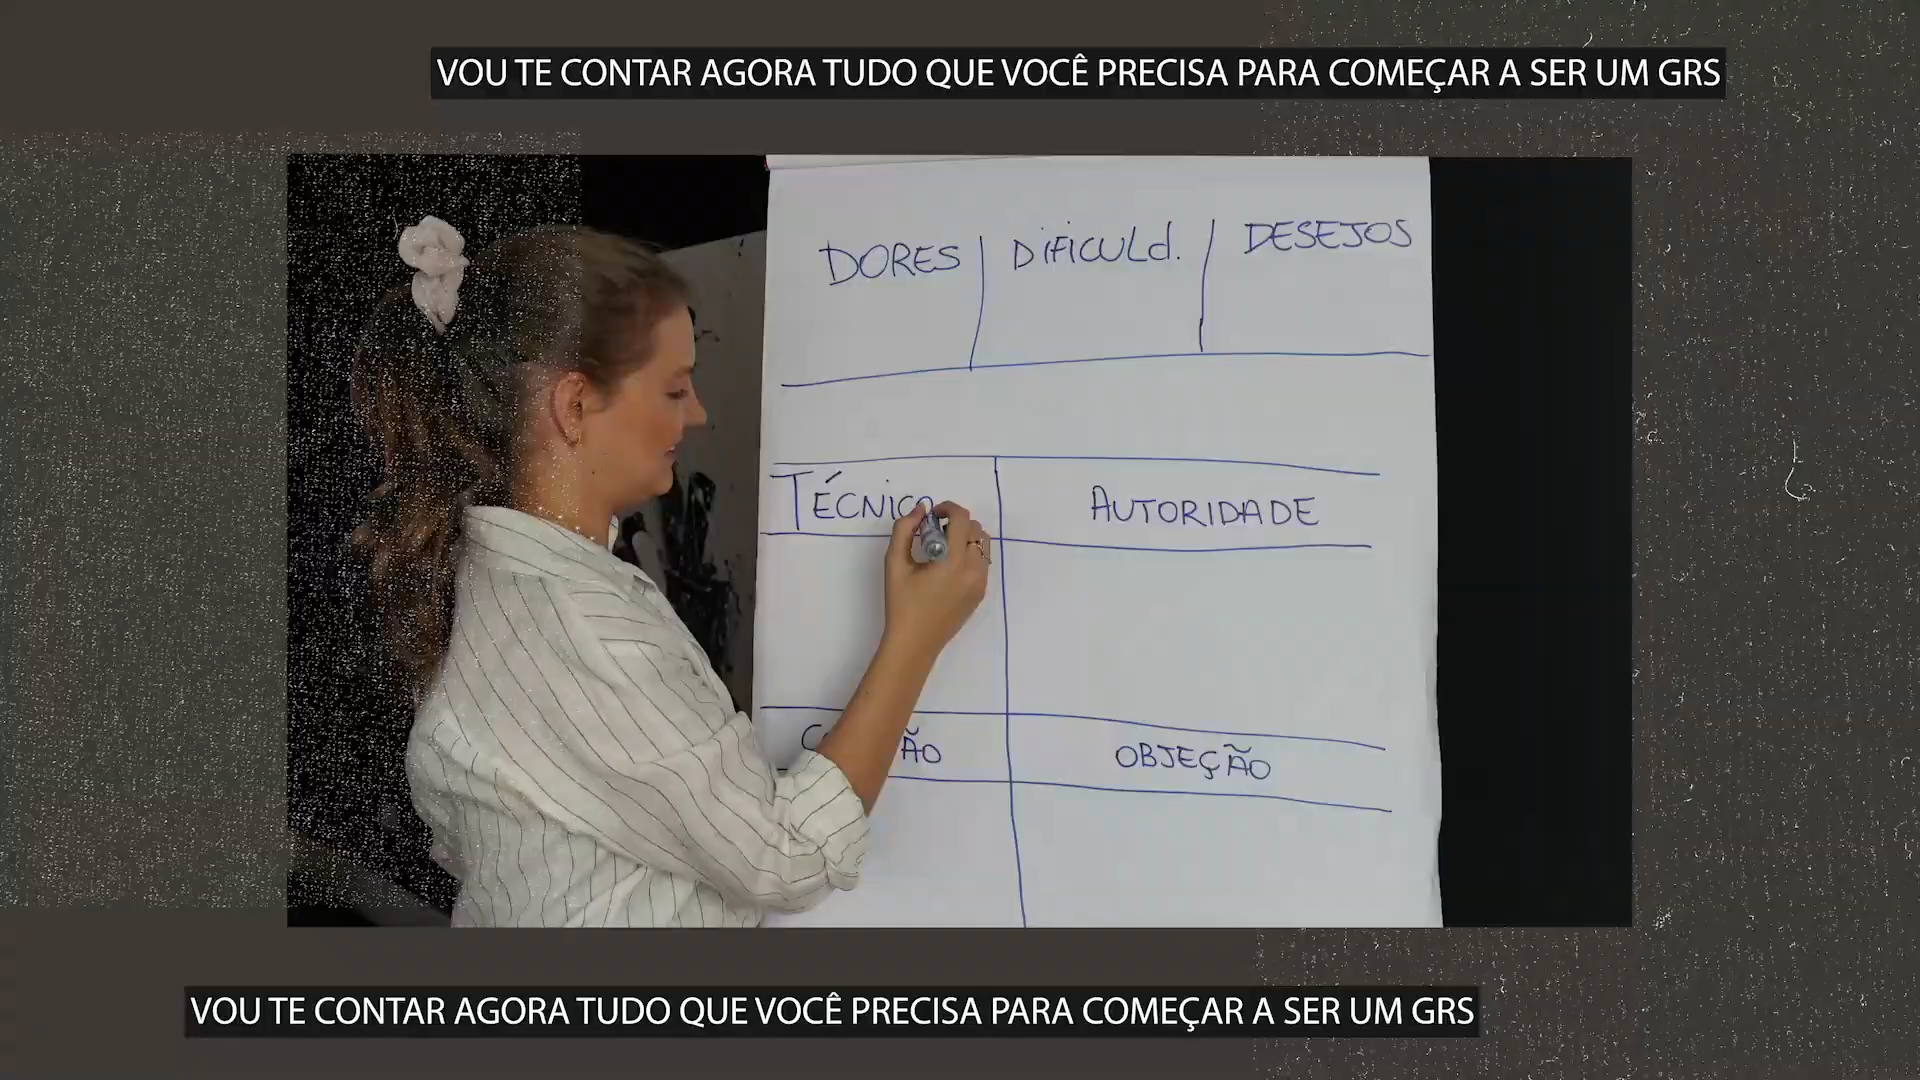 VOU TE CONTAR AGORA TUDO QUE VOCÊ PRECISA PARA COMEÇAR A SER UM GRS
DORES DIFICULD. DESEJOS
AUTORIDADE
OBJEÇÃO
VOU TE CONTAR AGORA TUDO QUE VOCÊ PRECISA PARA COMEÇAR A SER UM GRS